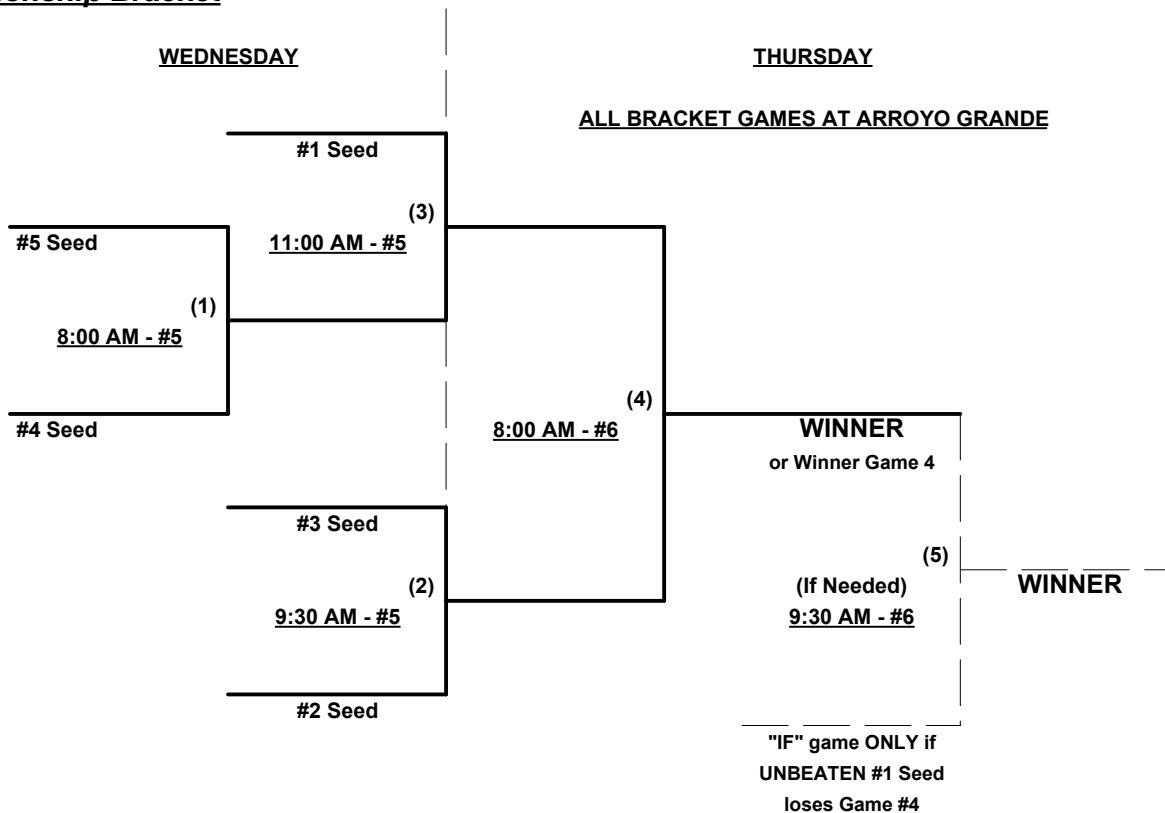 Bracket
WEDNESDAY
THURSDAY
ALL BRACKET GAMES AT ARROYO GRANDE
#1 Seed
(3)
11:00 AM - #5
#5 Seed
(1)
8:00 AM - #5
#4 Seed
(4)
8:00 AM - #6
WINNER
or Winner Game 4
#3 Seed
(2)
9:30 AM - #5
#2 Seed
(5)
(If Needed)
9:30 AM - #6
WINNER
"IF" game ONLY if
UNBEATEN #1 Seed
loses Game #4